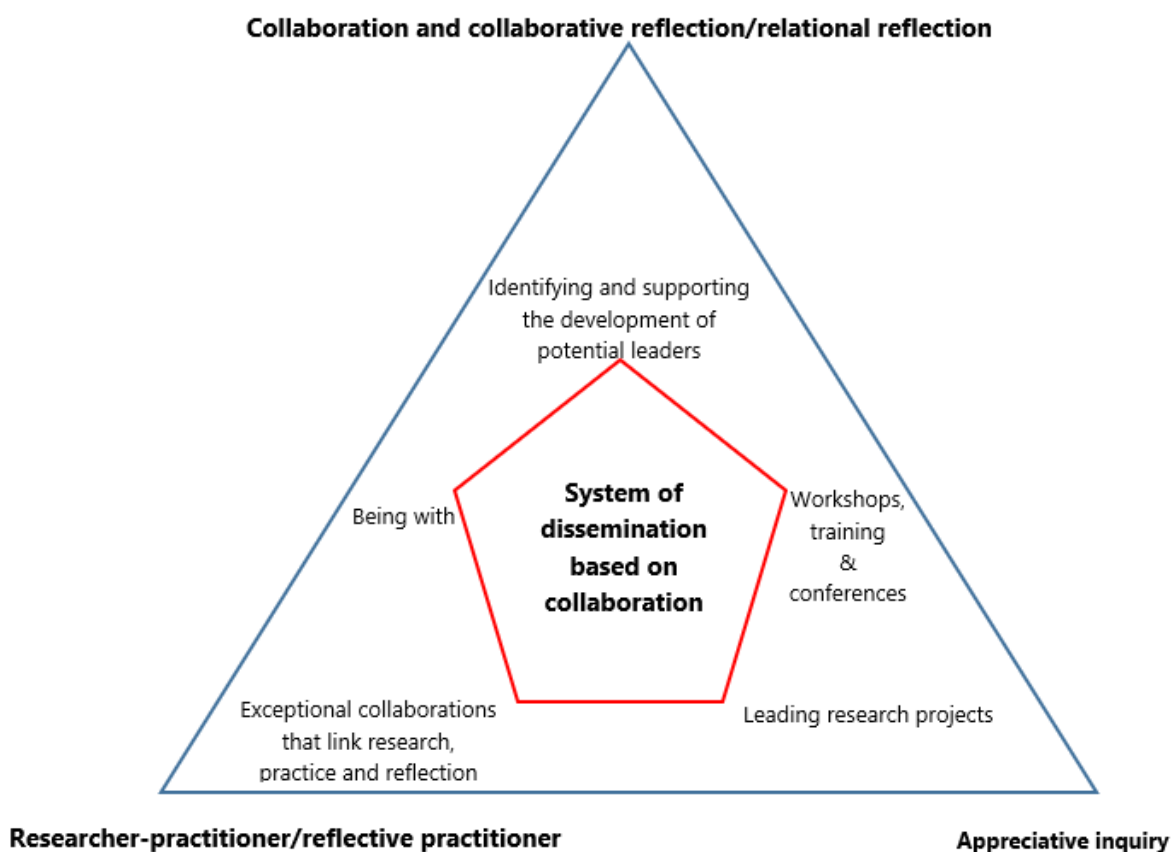 Collaboration and collaborative reflection/relational reflection
Identifying and supporting
the development of
potential leaders
Being with
System of
dissemination
based on
collaboration
Workshops,
training
&
conferences
Exceptional collaborations
that link research,
practice and reflection
Leading research projects
Researcher-practitioner/reflective practitioner
Appreciative inquiry